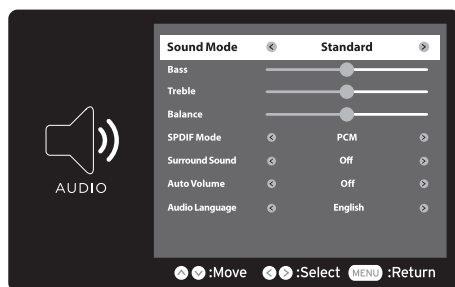 Sound Mode Standard
Bass
Treble
Balance
SPDIF Mode PCM
Surround Sound Off
Auto Volume Off
Audio Language English
AUDIO
:Move :Select MENU :Return